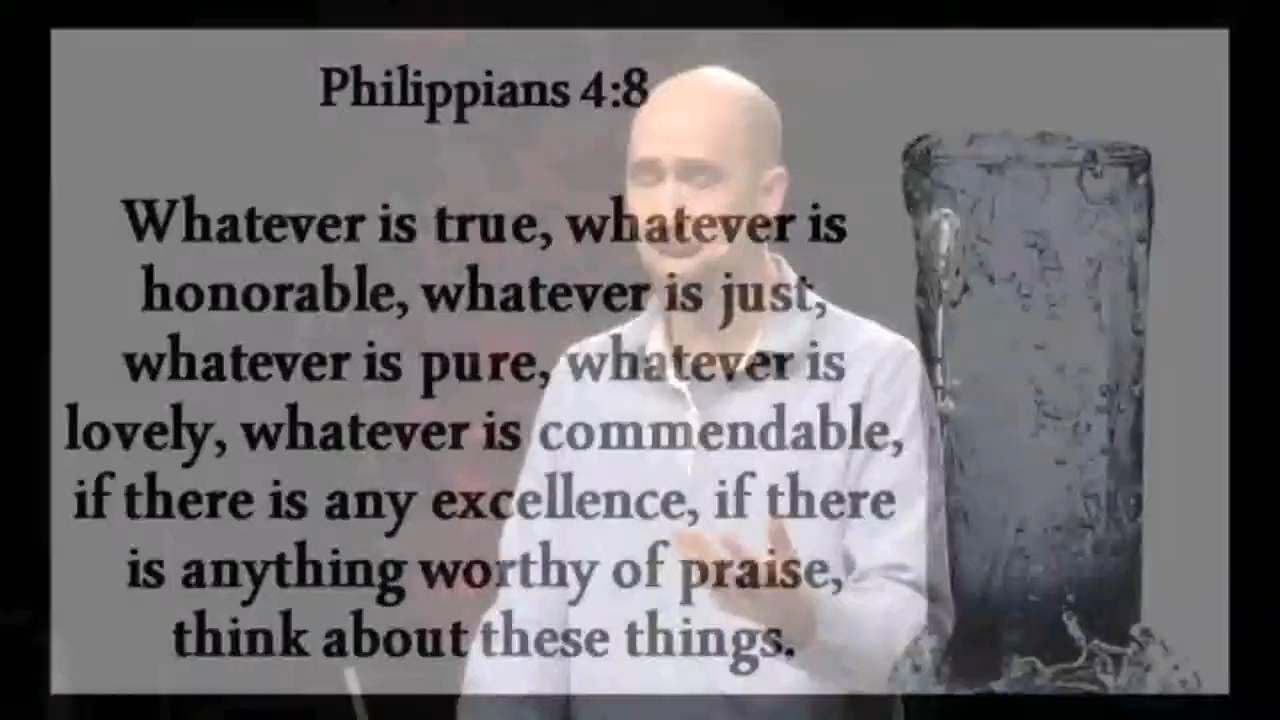 Philippians 4:8
Whatever is true, whatever is
honorable, whatever is just,
whatever is pure, whatever is
lovely, whatever is commendable,
if there is any excellence, if there
is anything worthy of praise,
think about these things.